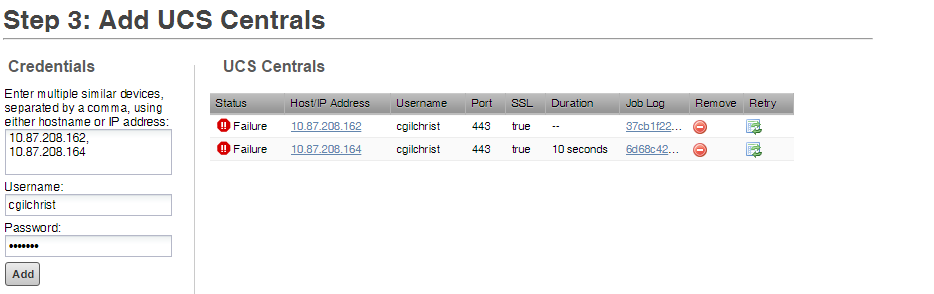 Step 3: Add UCS Centrals
Credentials
Enter multiple similar devices,
separated by a comma, using
either hostname or IP address:
10.87.208.162,
10.87.208.164
Username:
cgilchrist
Password:
•••••••
Add
UCS Centrals
Status Host/IP Address Username Port SSL Duration Job Log Remove Retry
Failure 10.87.208.162 cgilchrist 443 true -- 37cb1f22...
Failure 10.87.208.164 cgilchrist 443 true 10 seconds 6d68c42...